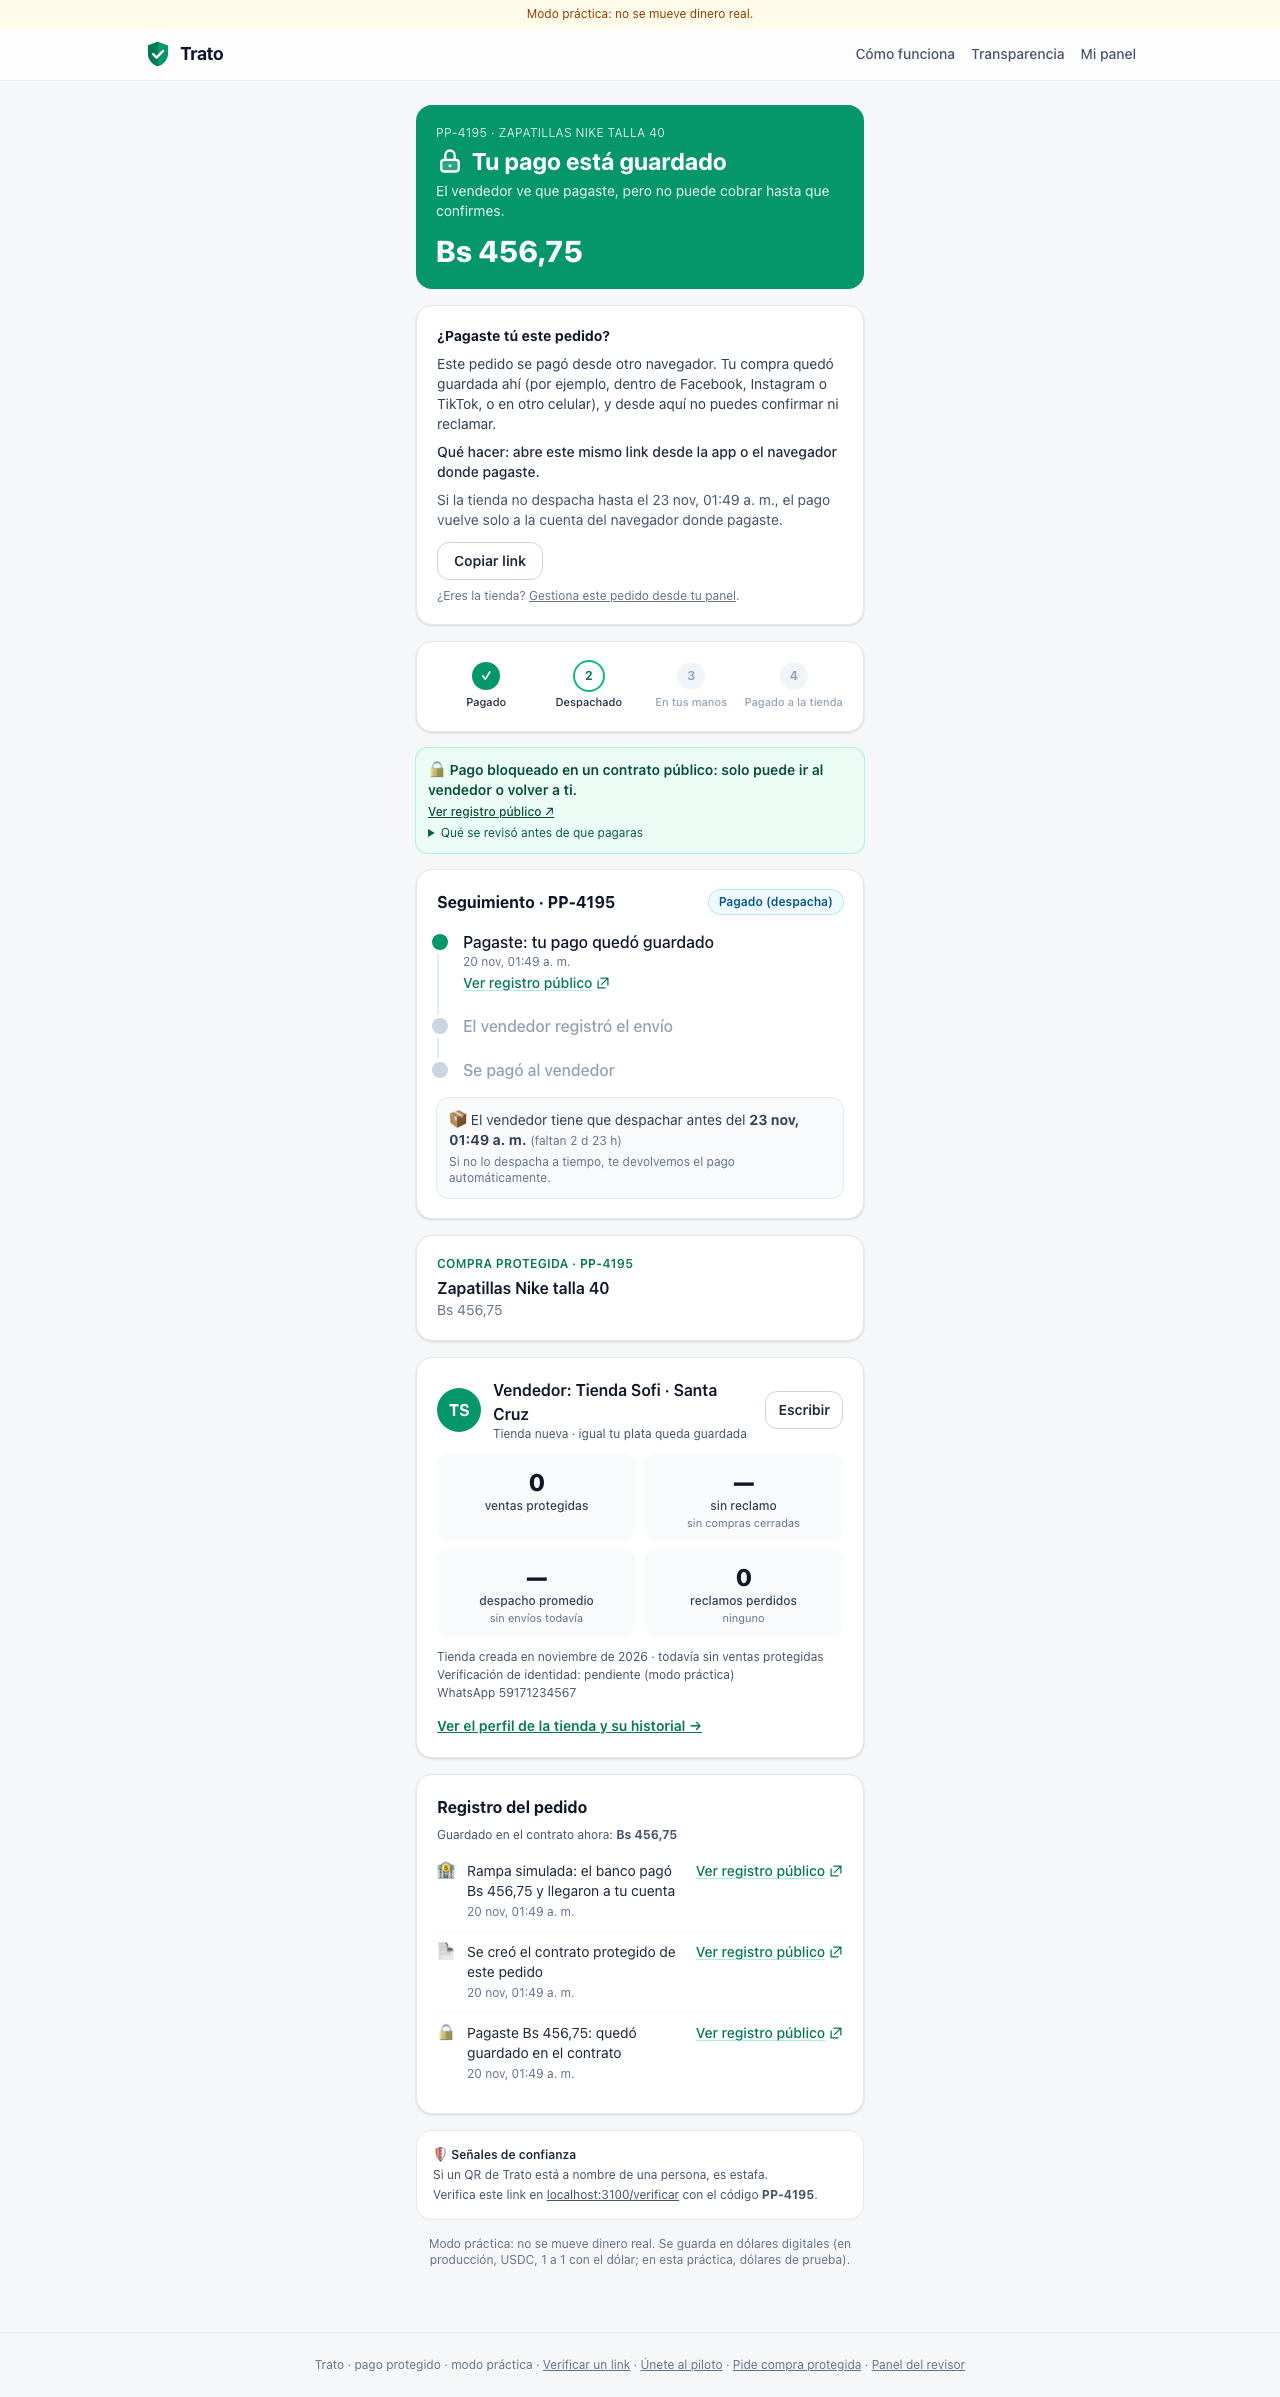 Modo práctica: no se mueve dinero real.
Trato
Cómo funciona
Transparencia
Mi panel
PP-4195 · ZAPATILLAS NIKE TALLA 40
Tu pago está guardado
El vendedor ve que pagaste, pero no puede cobrar hasta que
confirmes.
Bs 456,75
¿Pagaste tú este pedido?
Este pedido se pagó desde otro navegador. Tu compra quedó
guardada ahí (por ejemplo, dentro de Facebook, Instagram o
TikTok, o en otro celular), y desde aquí no puedes confirmar ni
reclamar.
Qué hacer: abre este mismo link desde la app o el navegador
donde pagaste.
Si la tienda no despacha hasta el 23 nov, 01:49 a. m., el pago
vuelve solo a la cuenta del navegador donde pagaste.
Copiar link
¿Eres la tienda? Gestiona este pedido desde tu panel.
2
3
4
Pagado
Despachado
En tus manos
Pagado a la tienda
Pago bloqueado en un contrato público: solo puede ir al
vendedor o volver a ti.
Ver registro público ↗
▶ Qué se revisó antes de que pagaras
Seguimiento · PP-4195
Pagado (despacha)
Pagaste: tu pago quedó guardado
20 nov, 01:49 a. m.
Ver registro público
El vendedor registró el envío
Se pagó al vendedor
El vendedor tiene que despachar antes del 23 nov,
01:49 a. m. (faltan 2 d 23 h)
Si no lo despacha a tiempo, te devolvemos el pago
automáticamente.
COMPRA PROTEGIDA · PP-4195
Zapatillas Nike talla 40
Bs 456,75
TS
Vendedor: Tienda Sofi · Santa
Cruz
Tienda nueva · igual tu plata queda guardada
Escribir
0
ventas protegidas
—
sin reclamo
sin compras cerradas
—
despacho promedio
sin envíos todavía
0
reclamos perdidos
ninguno
Tienda creada en noviembre de 2026 · todavía sin ventas protegidas
Verificación de identidad: pendiente (modo práctica)
WhatsApp 59171234567
Ver el perfil de la tienda y su historial →
Registro del pedido
Guardado en el contrato ahora: Bs 456,75
Rampa simulada: el banco pagó
Bs 456,75 y llegaron a tu cuenta
20 nov, 01:49 a. m.
Ver registro público
Se creó el contrato protegido de
este pedido
20 nov, 01:49 a. m.
Ver registro público
Pagaste Bs 456,75: quedó
guardado en el contrato
20 nov, 01:49 a. m.
Ver registro público
Señales de confianza
Si un QR de Trato está a nombre de una persona, es estafa.
Verifica este link en localhost:3100/verificar con el código PP-4195.
Modo práctica: no se mueve dinero real. Se guarda en dólares digitales (en
producción, USDC, 1 a 1 con el dólar; en esta práctica, dólares de prueba).
Trato · pago protegido · modo práctica · Verificar un link · Únete al piloto · Pide compra protegida · Panel del revisor